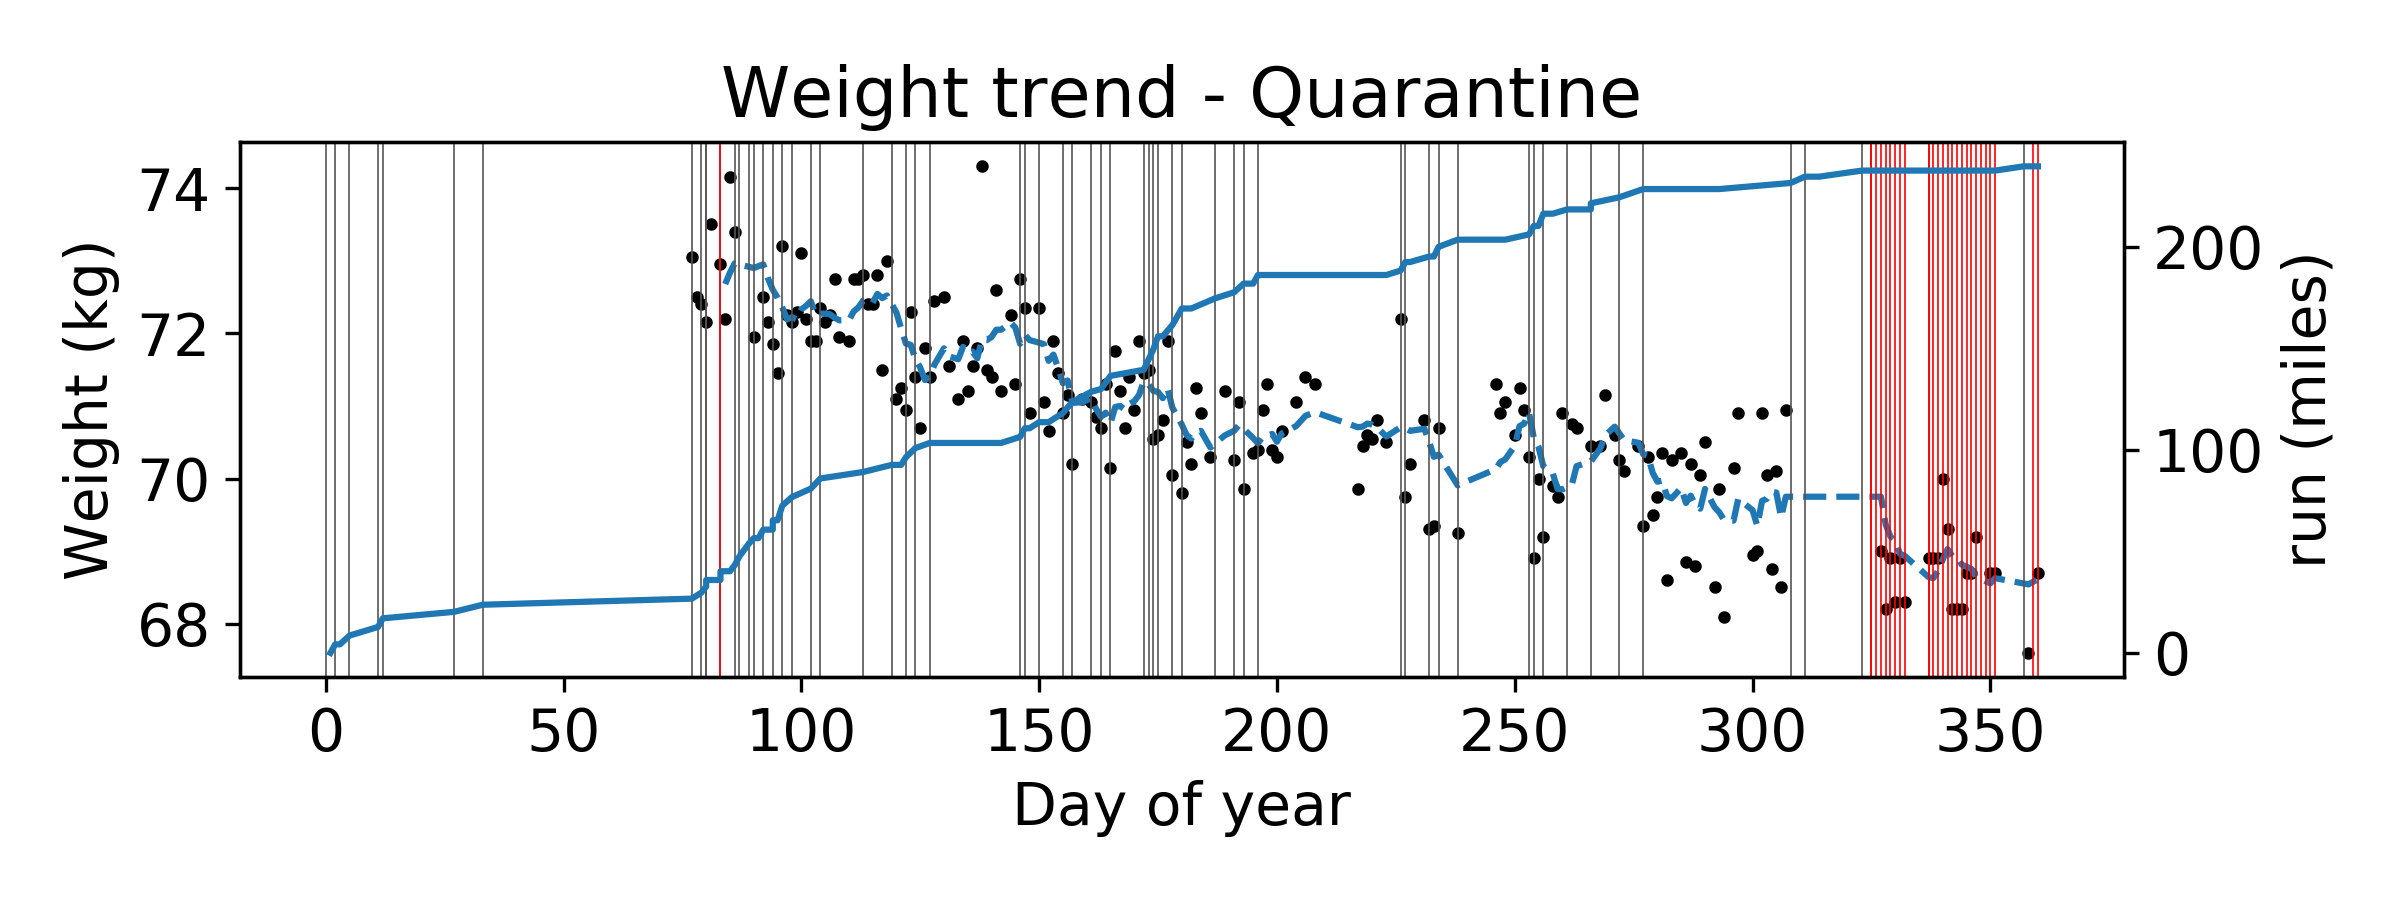 Weight trend - Quarantine
Weight (kg)
74
72
70
68
200
100
0
run (miles)
0 50 100 150 200 250 300 350
Day of year